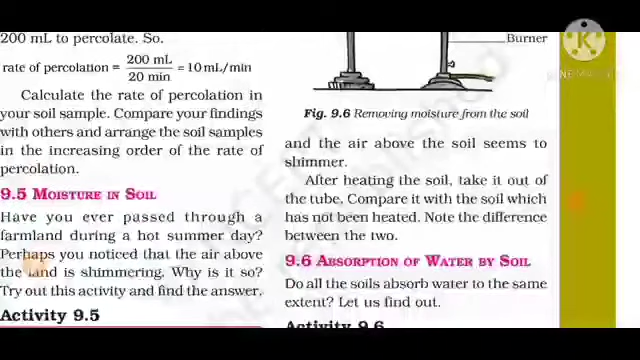 200 mL to percolate. So.
rate of percolation = 200 mL / 20 min = 10 mL/min
Calculate the rate of percolation in
your soil sample. Compare your findings
with others and arrange the soil samples
in the increasing order of the rate of
percolation.
9.5 MOISTURE IN SOIL
Have you ever passed through a
farmland during a hot summer day?
Perhaps you noticed that the air above
the land is shimmering. Why is it so?
Try out this activity and find the answer.
Activity 9.5
Burner
Fig. 9.6 Removing moisture from the soil
and the air above the soil seems to
shimmer.
After heating the soil, take it out of
the tube. Compare it with the soil which
has not been heated. Note the difference
between the two.
9.6 ABSORPTION OF WATER BY SOIL
Do all the soils absorb water to the same
extent? Let us find out.
Activity 9.6
K